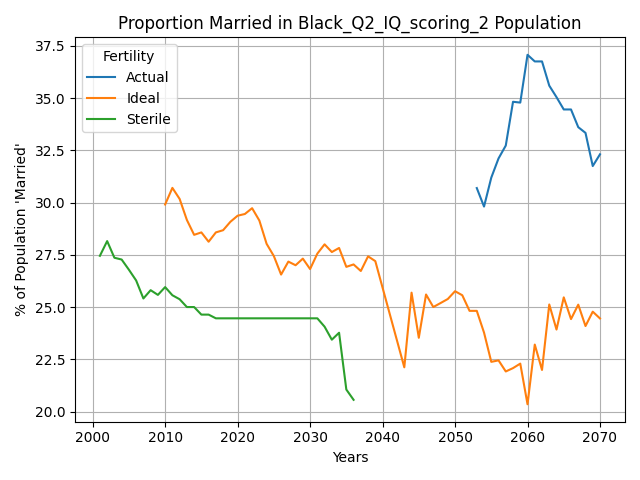 Proportion Married in Black_Q2_IQ_scoring_2 Population
Fertility
Actual
Ideal
Sterile
% of Population 'Married'
37.5
35.0
32.5
30.0
27.5
25.0
22.5
20.0
2000 2010 2020 2030 2040 2050 2060 2070
Years